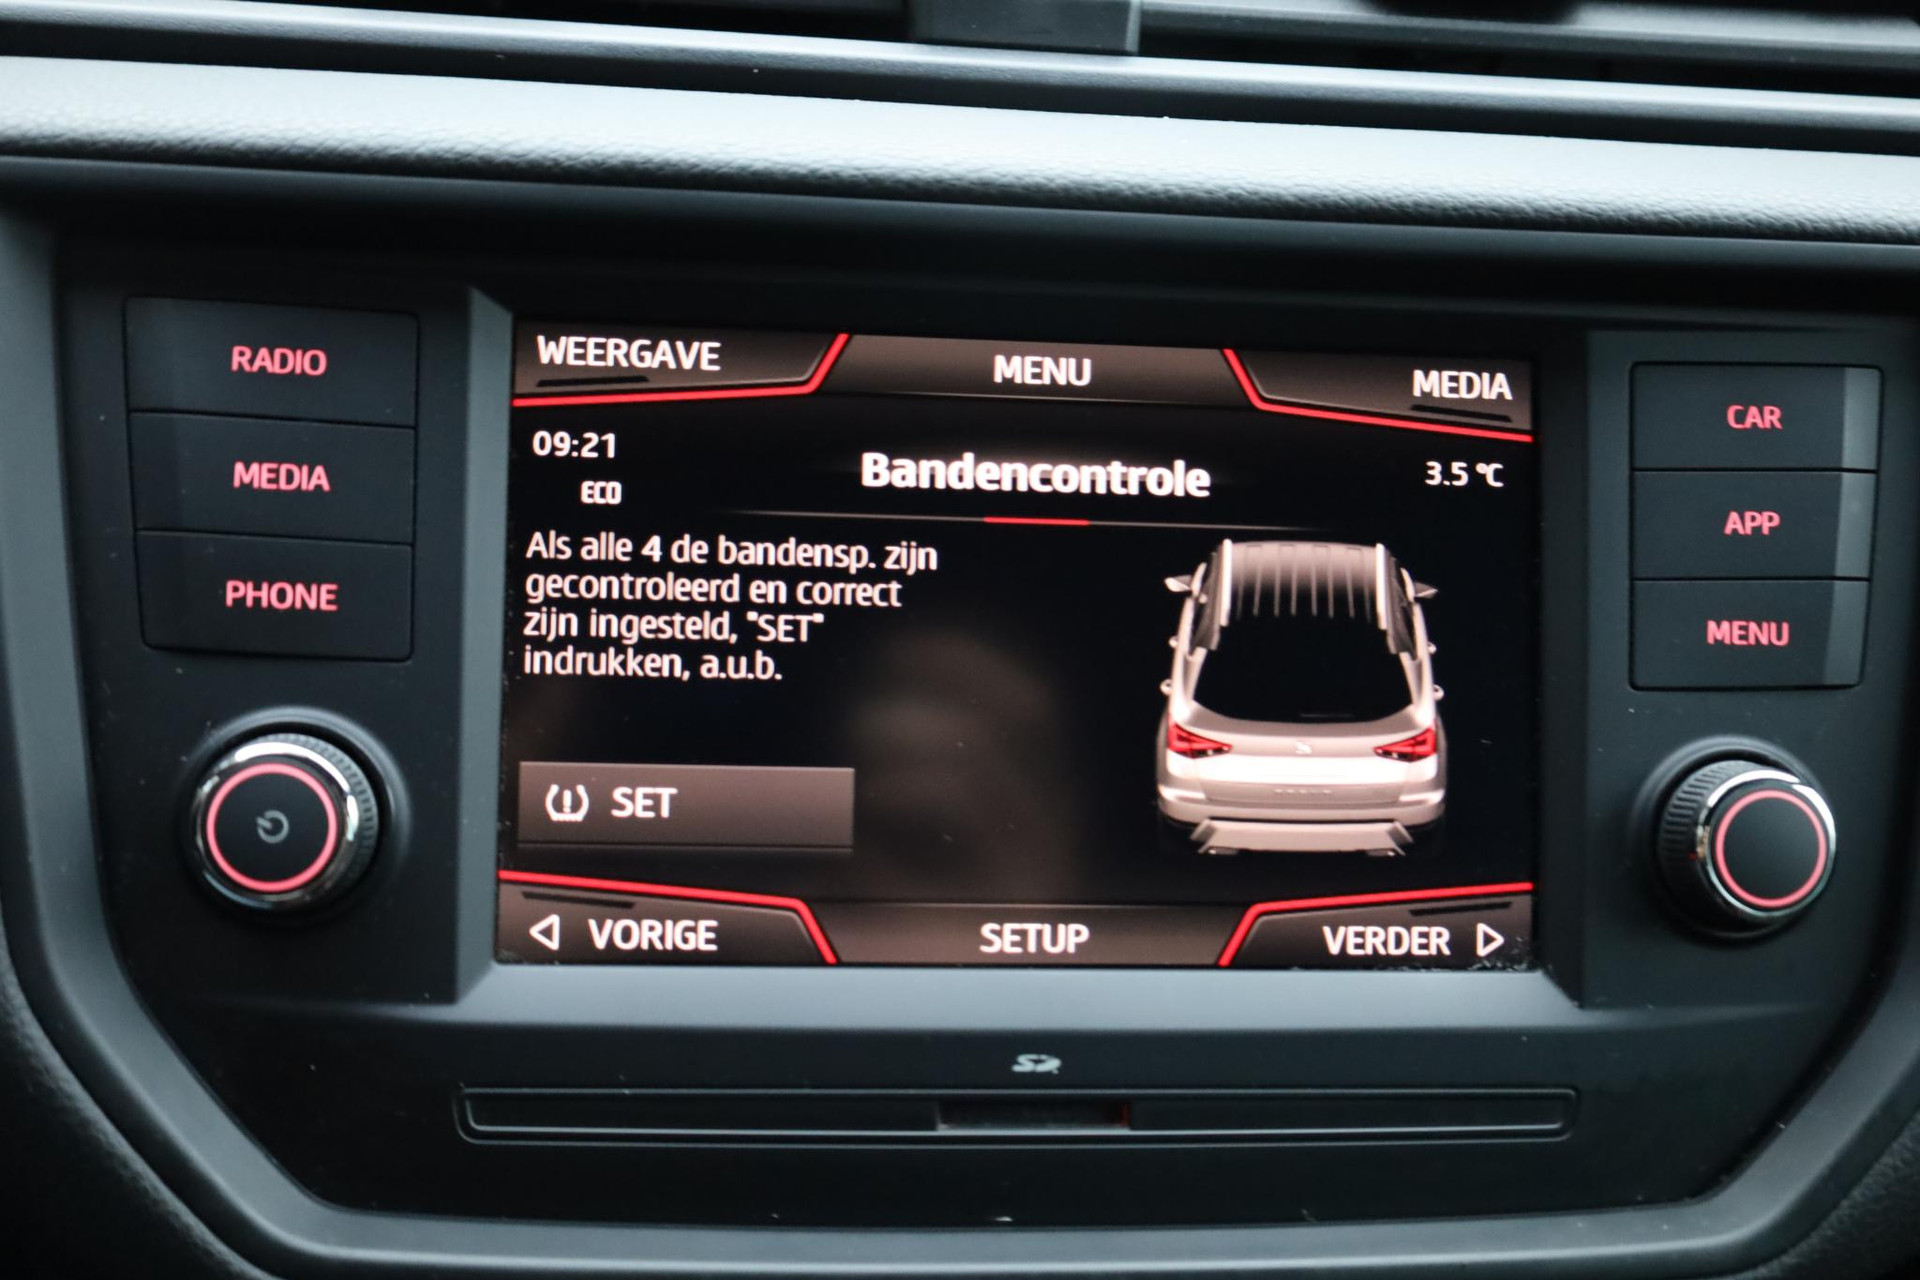 RADIO
MEDIA
PHONE
WEERGAVE
MENU
MEDIA
09:21
ECO
Bandencontrole
3.5 °C
Als alle 4 de bandensp. zijn
gecontroleerd en correct
zijn ingesteld, "SET"
indrukken, a.u.b.
SET
VORIGE
SETUP
VERDER
CAR
APP
MENU
SD